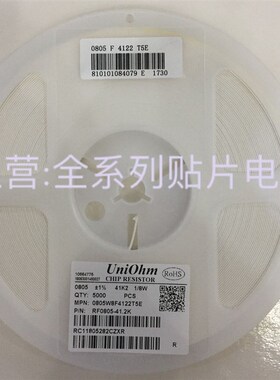 0805 F 4122 T5E
810101084079 E 1730
营:全系列贴片电
UniOhm
CHIP RESISTOR
RoHS
0805 ±1% 41K2 1/8W
QTY: 5000 PCS
MPN: 0805W8F4122T5E
P/N: RF0805-41.2K
RC11805282CZXR
R